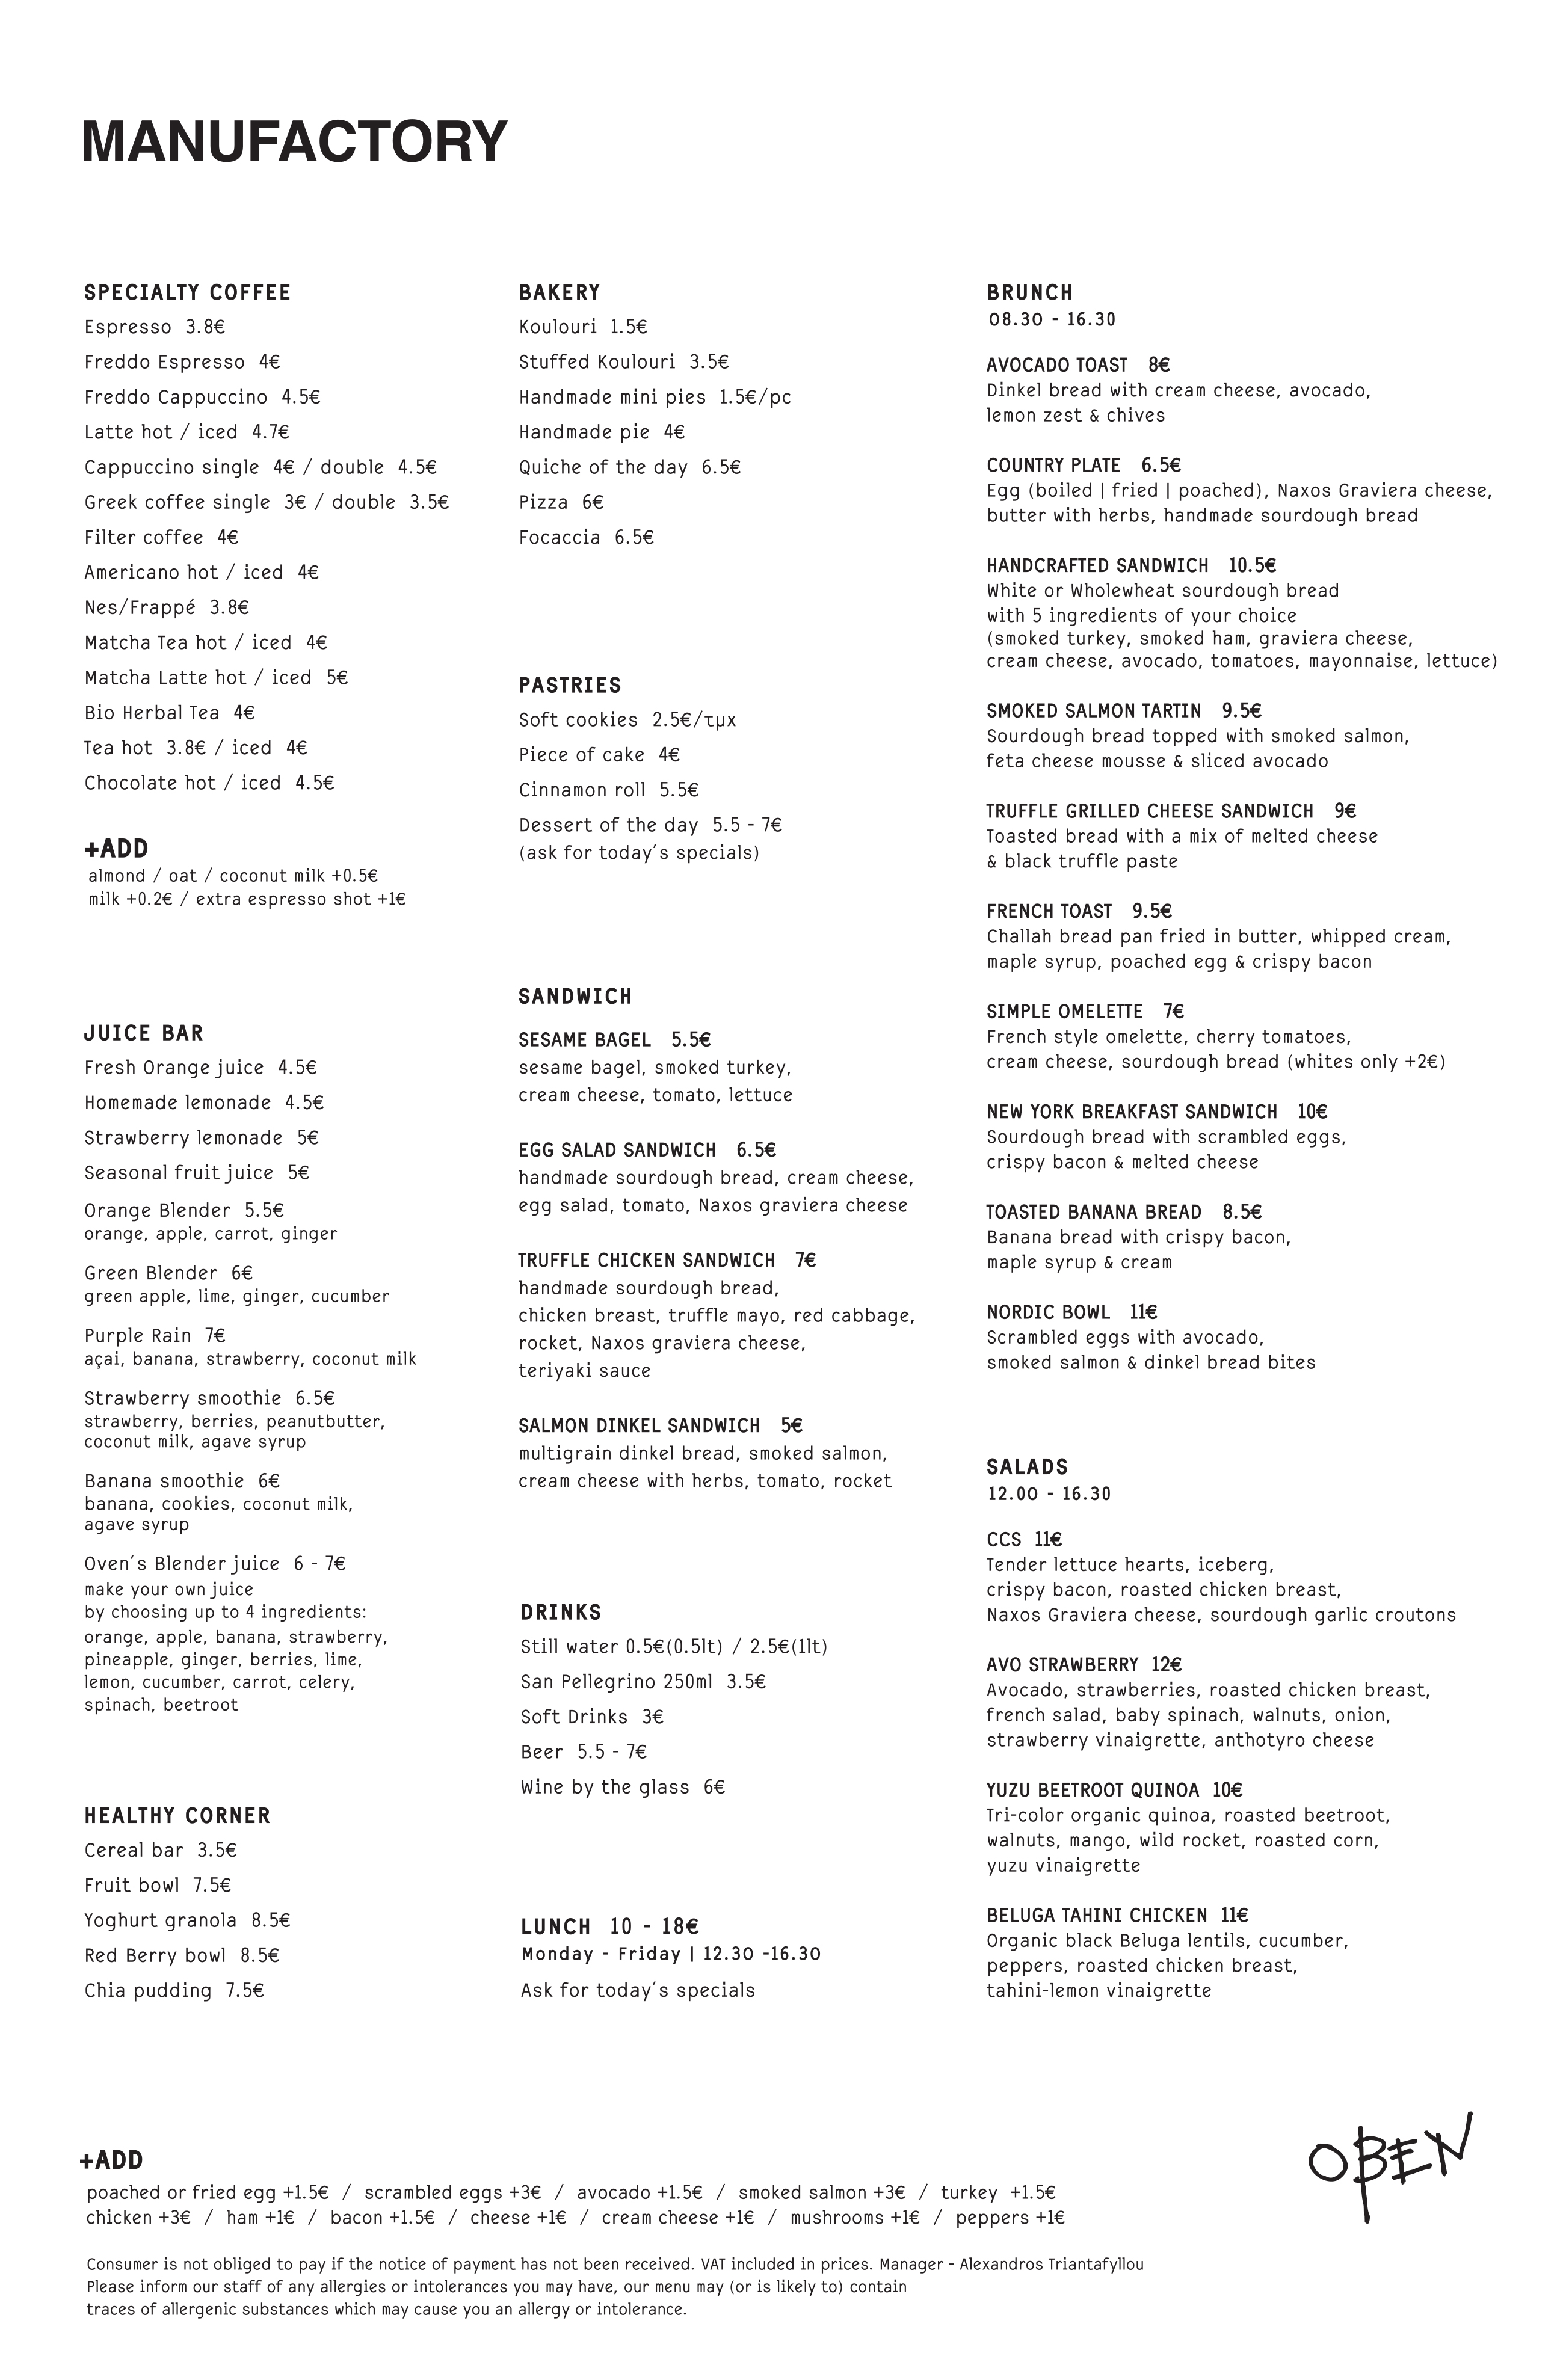 MANUFACTORY
SPECIALTY COFFEE
Espresso 3.8€
Freddo Espresso 4€
Freddo Cappuccino 4.5€
Latte hot / iced 4.7€
Cappuccino single 4€ / double 4.5€
Greek coffee single 3€ / double 3.5€
Filter coffee 4€
Americano hot / iced 4€
Nes/Frappé 3.8€
Matcha Tea hot / iced 4€
Matcha Latte hot / iced 5€
Bio Herbal Tea 4€
Tea hot 3.8€ / iced 4€
Chocolate hot / iced 4.5€
+ADD
almond / oat / coconut milk +0.5€
milk +0.2€ / extra espresso shot +1€
JUICE BAR
Fresh Orange juice 4.5€
Homemade lemonade 4.5€
Strawberry lemonade 5€
Seasonal fruit juice 5€
Orange Blender 5.5€
orange, apple, carrot, ginger
Green Blender 6€
green apple, lime, ginger, cucumber
Purple Rain 7€
açai, banana, strawberry, coconut milk
Strawberry smoothie 6.5€
strawberry, berries, peanutbutter,
coconut milk, agave syrup
Banana smoothie 6€
banana, cookies, coconut milk,
agave syrup
Oven's Blender juice 6 - 7€
make your own juice
by choosing up to 4 ingredients:
orange, apple, banana, strawberry,
pineapple, ginger, berries, lime,
lemon, cucumber, carrot, celery,
spinach, beetroot
HEALTHY CORNER
Cereal bar 3.5€
Fruit bowl 7.5€
Yoghurt granola 8.5€
Red Berry bowl 8.5€
Chia pudding 7.5€
BAKERY
Koulouri 1.5€
Stuffed Koulouri 3.5€
Handmade mini pies 1.5€/pc
Handmade pie 4€
Quiche of the day 6.5€
Pizza 6€
Focaccia 6.5€
PASTRIES
Soft cookies 2.5€/τμχ
Piece of cake 4€
Cinnamon roll 5.5€
Dessert of the day 5.5 - 7€
(ask for today's specials)
SANDWICH
SESAME BAGEL 5.5€
sesame bagel, smoked turkey,
cream cheese, tomato, lettuce
EGG SALAD SANDWICH 6.5€
handmade sourdough bread, cream cheese,
egg salad, tomato, Naxos graviera cheese
TRUFFLE CHICKEN SANDWICH 7€
handmade sourdough bread,
chicken breast, truffle mayo, red cabbage,
rocket, Naxos graviera cheese,
teriyaki sauce
SALMON DINKEL SANDWICH 5€
multigrain dinkel bread, smoked salmon,
cream cheese with herbs, tomato, rocket
DRINKS
Still water 0.5€(0.5lt) / 2.5€(1lt)
San Pellegrino 250ml 3.5€
Soft Drinks 3€
Beer 5.5 - 7€
Wine by the glass 6€
LUNCH 10 - 18€
Monday - Friday | 12.30 -16.30
Ask for today's specials
BRUNCH
08.30 - 16.30
AVOCADO TOAST 8€
Dinkel bread with cream cheese, avocado,
lemon zest & chives
COUNTRY PLATE 6.5€
Egg (boiled | fried | poached), Naxos Graviera cheese,
butter with herbs, handmade sourdough bread
HANDCRAFTED SANDWICH 10.5€
White or Wholewheat sourdough bread
with 5 ingredients of your choice
(smoked turkey, smoked ham, graviera cheese,
cream cheese, avocado, tomatoes, mayonnaise, lettuce)
SMOKED SALMON TARTIN 9.5€
Sourdough bread topped with smoked salmon,
feta cheese mousse & sliced avocado
TRUFFLE GRILLED CHEESE SANDWICH 9€
Toasted bread with a mix of melted cheese
& black truffle paste
FRENCH TOAST 9.5€
Challah bread pan fried in butter, whipped cream,
maple syrup, poached egg & crispy bacon
SIMPLE OMELETTE 7€
French style omelette, cherry tomatoes,
cream cheese, sourdough bread (whites only +2€)
NEW YORK BREAKFAST SANDWICH 10€
Sourdough bread with scrambled eggs,
crispy bacon & melted cheese
TOASTED BANANA BREAD 8.5€
Banana bread with crispy bacon,
maple syrup & cream
NORDIC BOWL 11€
Scrambled eggs with avocado,
smoked salmon & dinkel bread bites
SALADS
12.00 - 16.30
CCS 11€
Tender lettuce hearts, iceberg,
crispy bacon, roasted chicken breast,
Naxos Graviera cheese, sourdough garlic croutons
AVO STRAWBERRY 12€
Avocado, strawberries, roasted chicken breast,
french salad, baby spinach, walnuts, onion,
strawberry vinaigrette, anthotyro cheese
YUZU BEETROOT QUINOA 10€
Tri-color organic quinoa, roasted beetroot,
walnuts, mango, wild rocket, roasted corn,
yuzu vinaigrette
BELUGA TAHINI CHICKEN 11€
Organic black Beluga lentils, cucumber,
peppers, roasted chicken breast,
tahini-lemon vinaigrette
+ADD
poached or fried egg +1.5€ / scrambled eggs +3€ / avocado +1.5€ / smoked salmon +3€ / turkey +1.5€
chicken +3€ / ham +1€ / bacon +1.5€ / cheese +1€ / cream cheese +1€ / mushrooms +1€ / peppers +1€
OBEN
Consumer is not obliged to pay if the notice of payment has not been received. VAT included in prices. Manager - Alexandros Triantafyllou
Please inform our staff of any allergies or intolerances you may have, our menu may (or is likely to) contain
traces of allergenic substances which may cause you an allergy or intolerance.